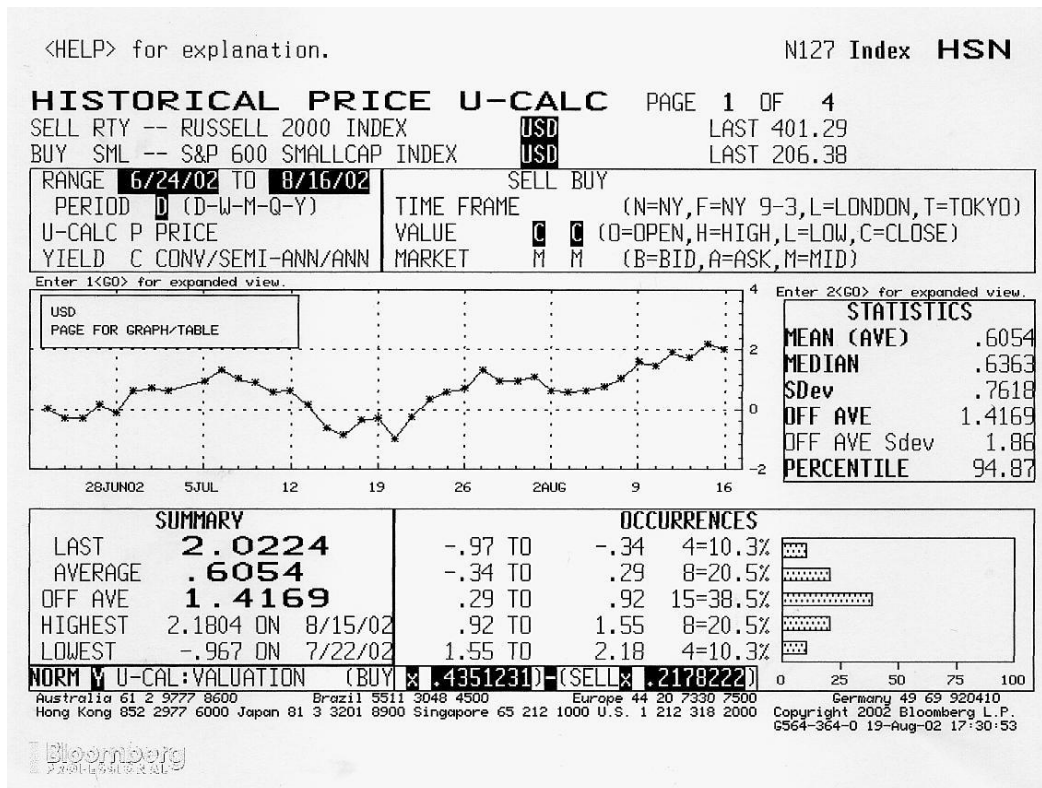 <HELP> for explanation. N127 Index HSN
HISTORICAL PRICE U-CALC PAGE 1 OF 4
SELL RTY -- RUSSELL 2000 INDEX USD LAST 401.29
BUY SML -- S&P 600 SMALLCAP INDEX USD LAST 206.38
RANGE 6/24/02 TO 8/16/02 SELL BUY
PERIOD D (D-W-M-Q-Y) TIME FRAME (N=NY,F=NY 9-3,L=LONDON,T=TOKYO)
U-CALC P PRICE VALUE C C (O=OPEN,H=HIGH,L=LOW,C=CLOSE)
YIELD C CONV/SEMI-ANN/ANN MARKET M M (B=BID,A=ASK,M=MID)
Enter 1<GO> for expanded view. Enter 2<GO> for expanded view.
USD
PAGE FOR GRAPH/TABLE
4
2
0
-2
28JUN02 5JUL 12 19 26 2AUG 9 16
STATISTICS
MEAN (AVE) .6054
MEDIAN .6363
SDev .7618
OFF AVE 1.4169
OFF AVE Sdev 1.86
PERCENTILE 94.87
SUMMARY
LAST 2.0224
AVERAGE .6054
OFF AVE 1.4169
HIGHEST 2.1804 ON 8/15/02
LOWEST -.967 ON 7/22/02
OCCURRENCES
-.97 TO -.34 4=10.3%
-.34 TO .29 8=20.5%
.29 TO .92 15=38.5%
.92 TO 1.55 8=20.5%
1.55 TO 2.18 4=10.3%
0 25 50 75 100
NORM Y U-CAL:VALUATION (BUY x .4351231)-(SELLx .2178222)
Australia 61 2 9777 8600 Brazil 5511 3048 4500 Europe 44 20 7330 7500 Germany 49 69 920410
Hong Kong 852 2977 6000 Japan 81 3 3201 8900 Singapore 65 212 1000 U.S. 1 212 318 2000 Copyright 2002 Bloomberg L.P.
G564-364-0 19-Aug-02 17:30:53
Bloomberg
PROFESSIONAL